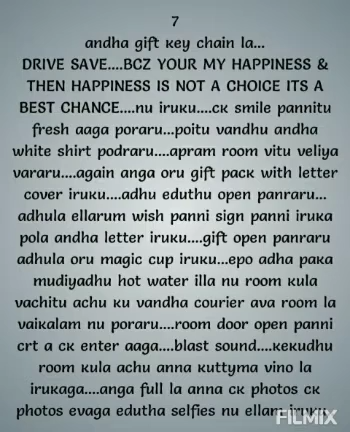 7
andha gift key chain la...
DRIVE SAVE....BCZ YOUR MY HAPPINESS &
THEN HAPPINESS IS NOT A CHOICE ITS A
BEST CHANCE....nu iruku....ck smile pannitu
fresh aaga poraru...poitu vandhu andha
white shirt podraru....apram room vitu veliya
vararu....again anga oru gift pack with letter
cover iruku....adhu eduthu open panraru...
adhula ellarum wish panni sign panni iruka
pola andha letter iruku....gift open panraru
adhula oru magic cup iruku...epo adha paka
mudiyadhu hot water illa nu room kula
vachitu achu ku vandha courier ava room la
vaikalam nu poraru....room door open panni
crt a ck enter aaga....blast sound....kekudhu
room kula achu anna kuttyma vino la
irukaga....anga full la anna ck photos ck
photos evaga edutha selfies nu ellam iruku
FILMIX